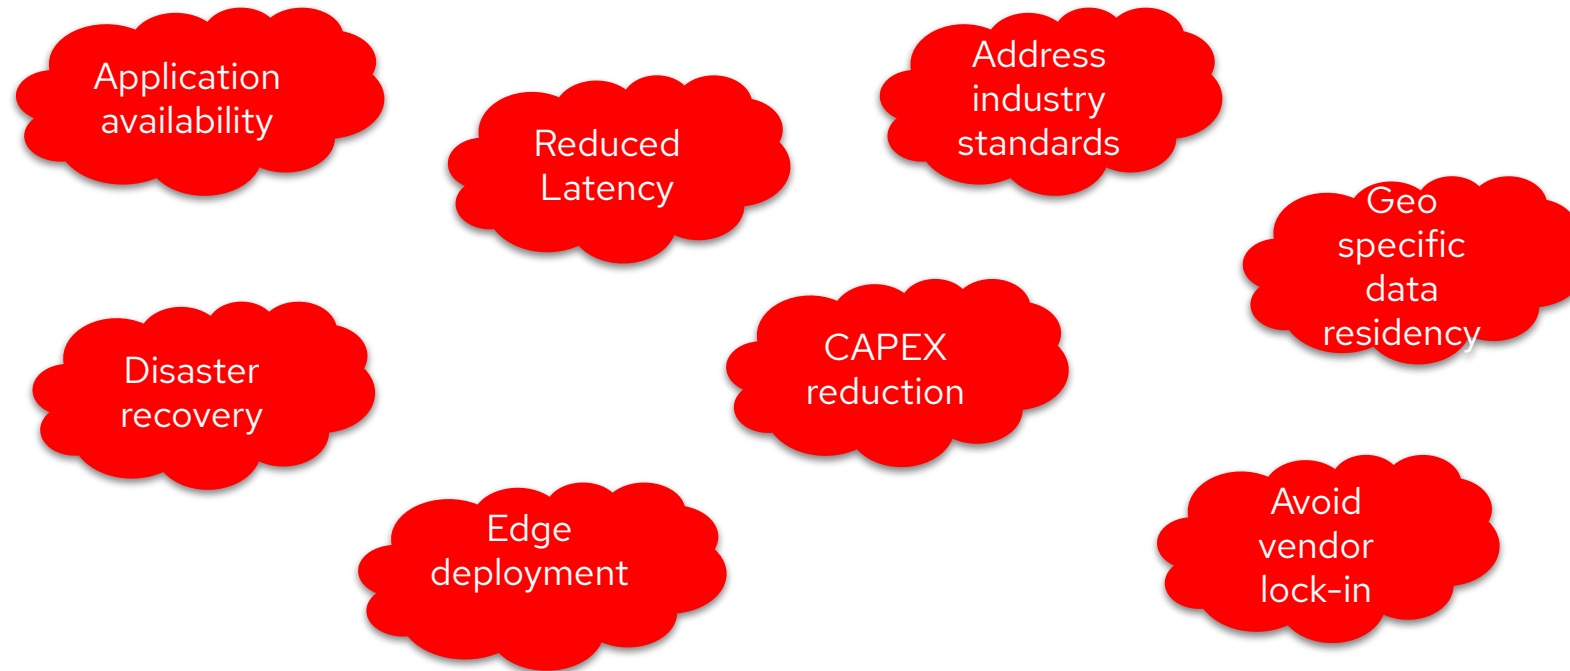 Application
availability
Reduced
Latency
Address
industry
standards
Geo
specific
data
residency
Disaster
recovery
CAPEX
reduction
Edge
deployment
Avoid
vendor
lock-in